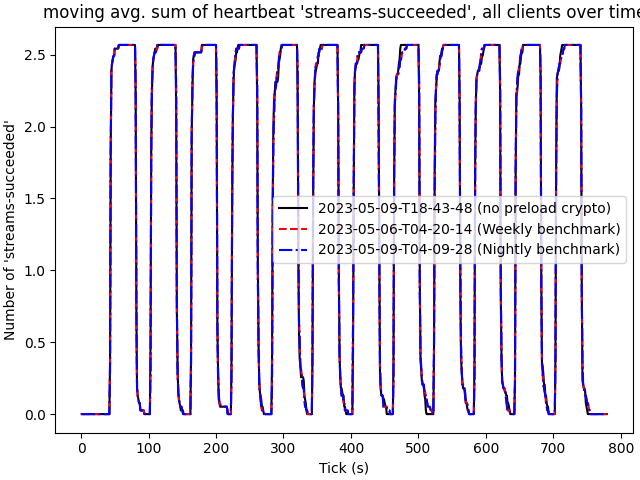 moving avg. sum of heartbeat 'streams-succeeded', all clients over time
Number of 'streams-succeeded'
2.5
2.0
1.5
1.0
0.5
0.0
2023-05-09-T18-43-48 (no preload crypto)
2023-05-06-T04-20-14 (Weekly benchmark)
2023-05-09-T04-09-28 (Nightly benchmark)
0 100 200 300 400 500 600 700 800
Tick (s)